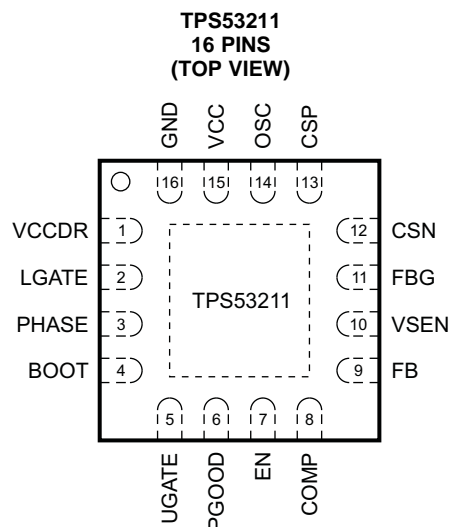 TPS53211
16 PINS
(TOP VIEW)
GND
VCC
OSC
CSP
16
15
14
13
VCCDR 1
12 CSN
LGATE 2
11 FBG
TPS53211
PHASE 3
10 VSEN
BOOT 4
9 FB
5
6
7
8
UGATE
PGOOD
EN
COMP